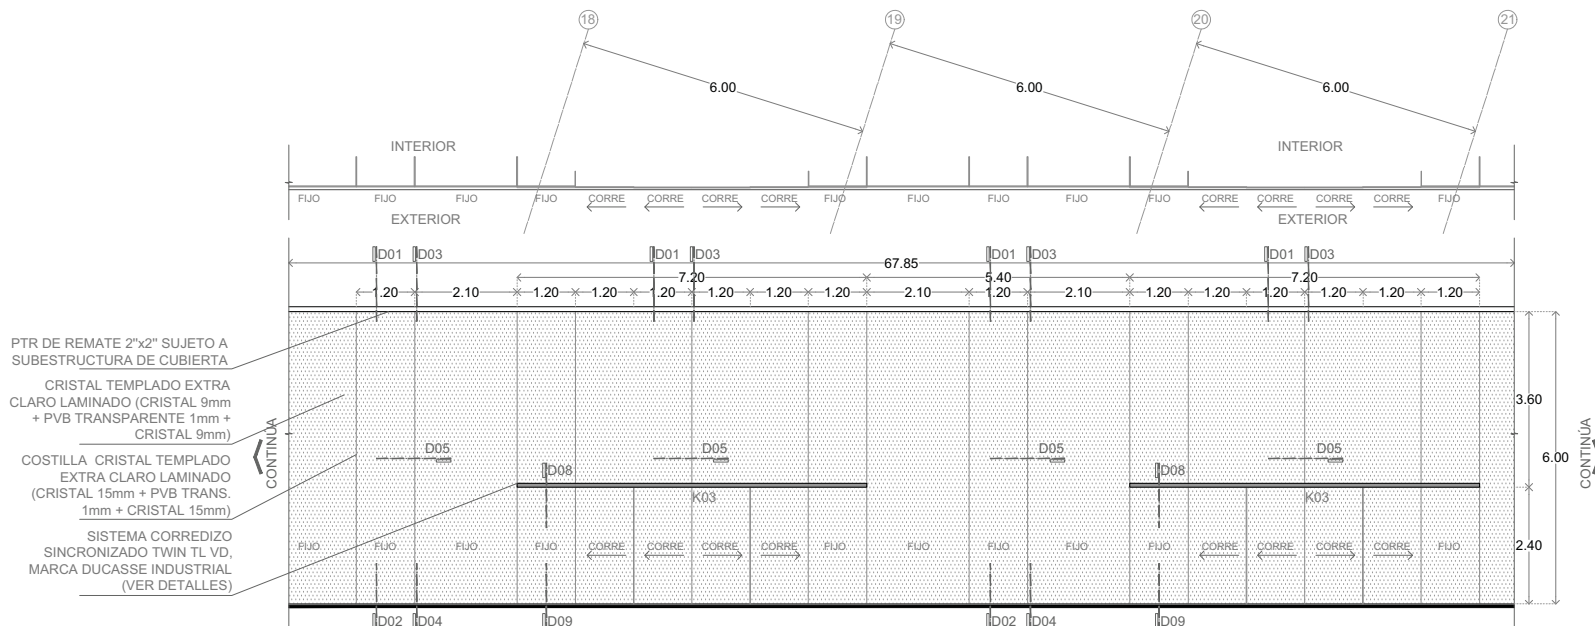 18
19
20
21
6.00
6.00
6.00
INTERIOR
INTERIOR
FIJO FIJO FIJO FIJO CORRE CORRE CORRE CORRE FIJO FIJO FIJO FIJO FIJO CORRE CORRE CORRE CORRE FIJO
EXTERIOR
EXTERIOR
D01 D03 D01 D03 D01 D03 D01 D03
67.85
7.20 5.40 7.20
1.20 2.10 1.20 1.20 1.20 1.20 1.20 1.20 2.10 1.20 2.10 1.20 1.20 1.20 1.20 1.20 1.20
PTR DE REMATE 2"x2" SUJETO A
SUBESTRUCTURA DE CUBIERTA
CRISTAL TEMPLADO EXTRA
CLARO LAMINADO (CRISTAL 9mm
+ PVB TRANSPARENTE 1mm +
CRISTAL 9mm)
COSTILLA CRISTAL TEMPLADO
EXTRA CLARO LAMINADO
(CRISTAL 15mm + PVB TRANS.
1mm + CRISTAL 15mm)
SISTEMA CORREDIZO
SINCRONIZADO TWIN TL VD,
MARCA DUCASSE INDUSTRIAL
(VER DETALLES)
CONTINÚA
CONTINÚA
3.60
6.00
2.40
D05 D05 D05 D05
D08 D08
K03 K03
FIJO FIJO FIJO FIJO CORRE CORRE CORRE CORRE FIJO FIJO FIJO FIJO FIJO CORRE CORRE CORRE CORRE FIJO
D02 D04 D09 D02 D04 D09